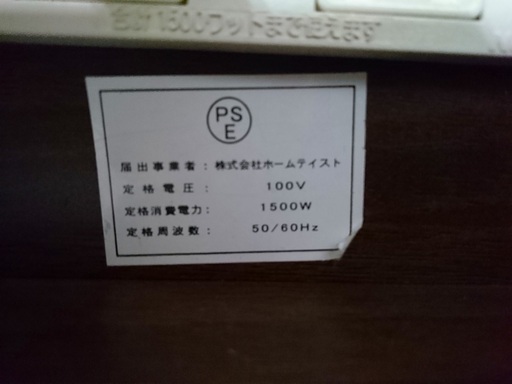 合計1500ワットまで使えます
PS
E
届出事業者：株式会社ホームテイスト
定格電圧：100V
定格消費電力：1500W
定格周波数：50/60Hz